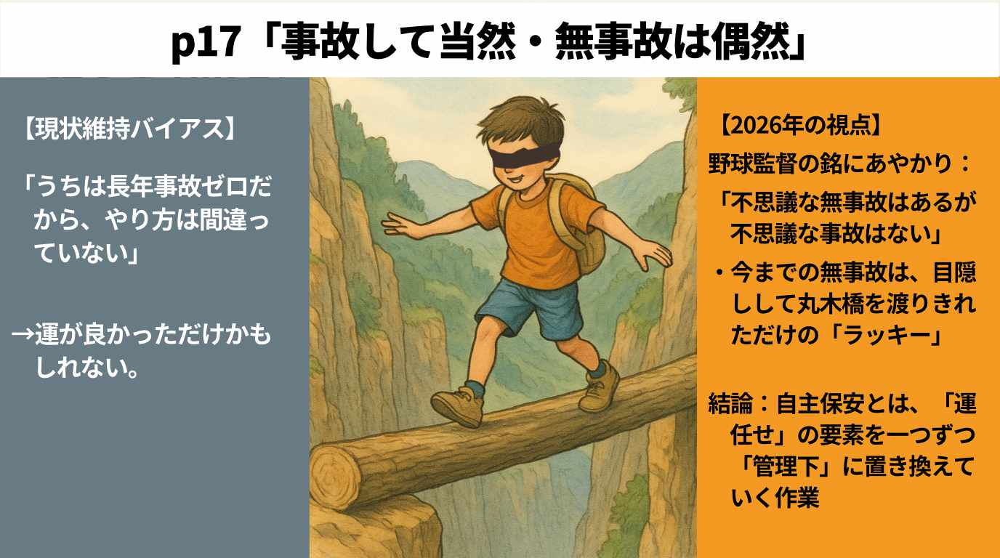 p17「事故して当然・無事故は偶然」
【現状維持バイアス】
「うちは長年事故ゼロだ
から、やり方は間違っ
ていない」
→運が良かっただけかも
しれない。
【2026年の視点】
野球監督の銘にあやかり：
「不思議な無事故はあるが
不思議な事故はない」
・今までの無事故は、目隠
しして丸木橋を渡りきれ
ただけの「ラッキー」
結論：自主保安とは、「運
任せ」の要素を一つずつ
「管理下」に置き換えて
いく作業